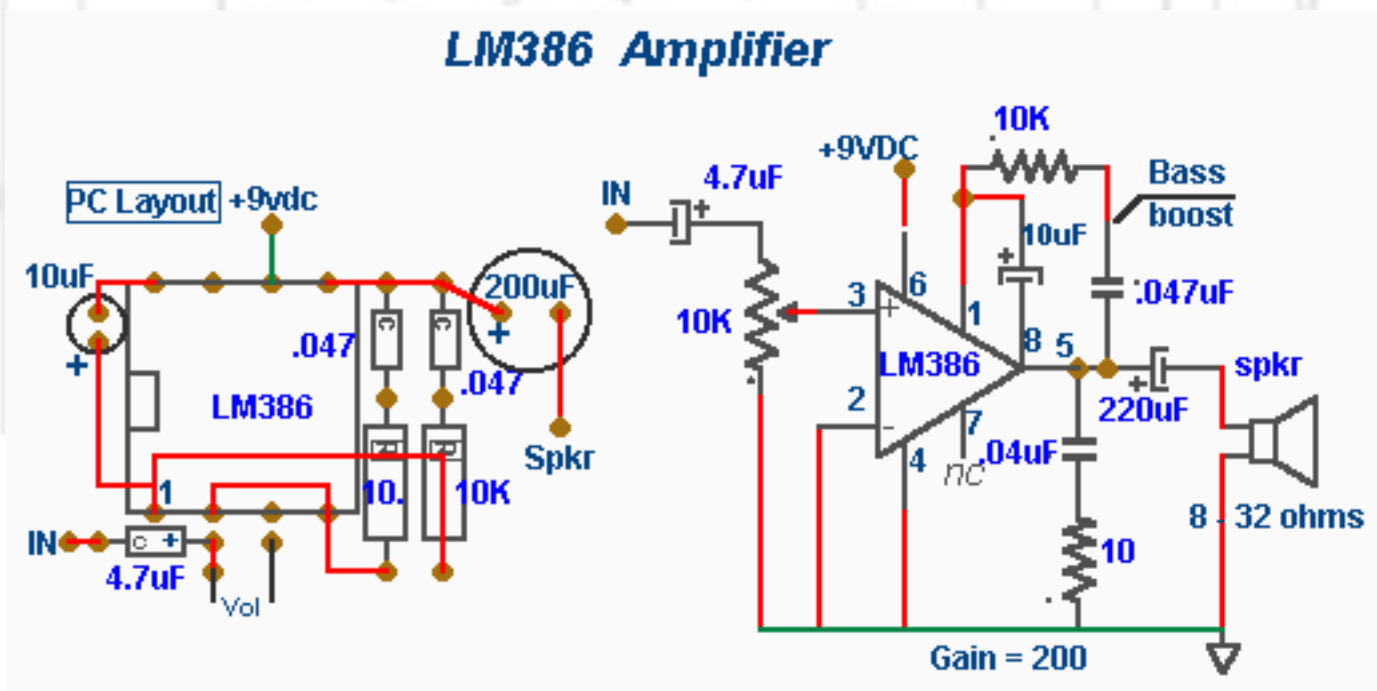 LM386 Amplifier
PC Layout
+9vdc
10uF
+
200uF
+
C
C
.047
.047
LM386
R
R
10.
10K
Spkr
1
IN
C +
4.7uF
Vol
IN
4.7uF
+
10K
+9VDC
10K
Bass
boost
10uF
+
.047uF
3
+
6
1
8
5
LM386
2
-
4
7
nc
+
220uF
spkr
.04uF
10
8 - 32 ohms
Gain = 200